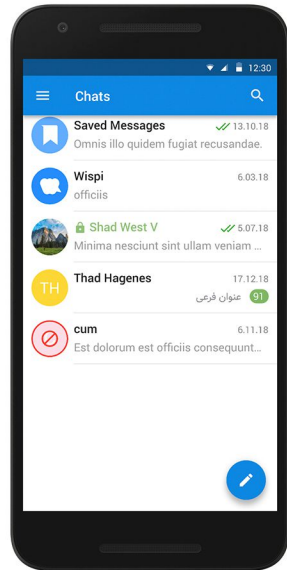 12:30
Chats
Saved Messages 13.10.18
Omnis illo quidem fugiat recusandae.
Wispi 6.03.18
officiis
Shad West V 5.07.18
Minima nesciunt sint ullam veniam ...
TH Thad Hagenes 17.12.18
عنوان فرعی 91
cum 6.11.18
Est dolorum est officiis consequunt...